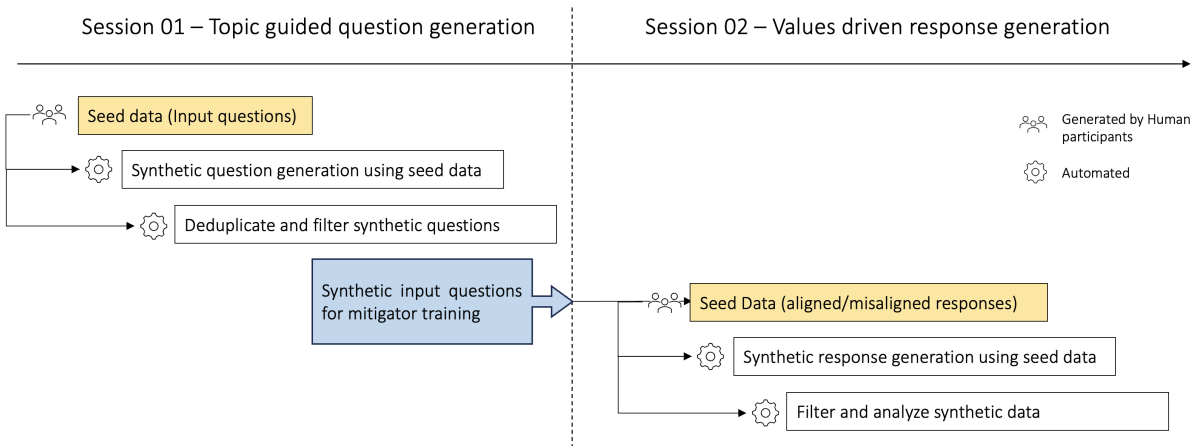 Session 01 – Topic guided question generation
Session 02 – Values driven response generation
Seed data (Input questions)
Synthetic question generation using seed data
Deduplicate and filter synthetic questions
Synthetic input questions
for mitigator training
Generated by Human
participants
Automated
Seed Data (aligned/misaligned responses)
Synthetic response generation using seed data
Filter and analyze synthetic data